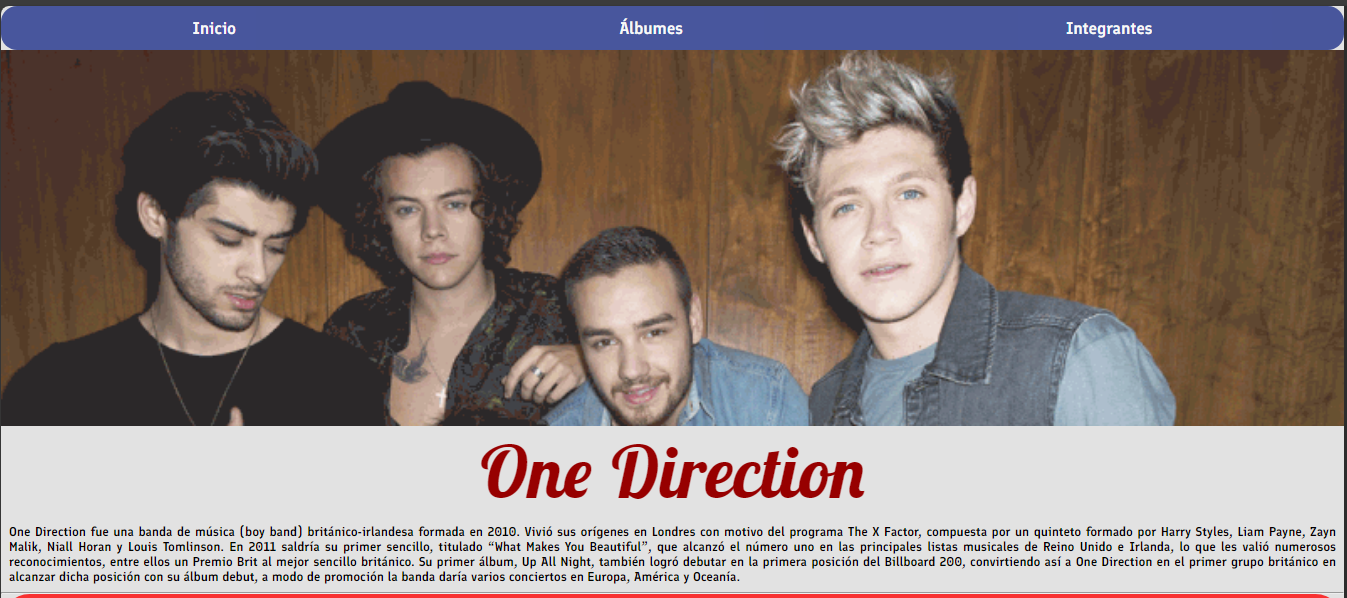 Inicio Álbumes Integrantes
One Direction
One Direction fue una banda de música (boy band) británico-irlandesa formada en 2010. Vivió sus orígenes en Londres con motivo del programa The X Factor, compuesta por un quinteto formado por Harry Styles, Liam Payne, Zayn
Malik, Niall Horan y Louis Tomlinson. En 2011 saldría su primer sencillo, titulado “What Makes You Beautiful”, que alcanzó el número uno en las principales listas musicales de Reino Unido e Irlanda, lo que les valió numerosos
reconocimientos, entre ellos un Premio Brit al mejor sencillo británico. Su primer álbum, Up All Night, también logró debutar en la primera posición del Billboard 200, convirtiendo así a One Direction en el primer grupo británico en
alcanzar dicha posición con su álbum debut, a modo de promoción la banda daría varios conciertos en Europa, América y Oceanía.